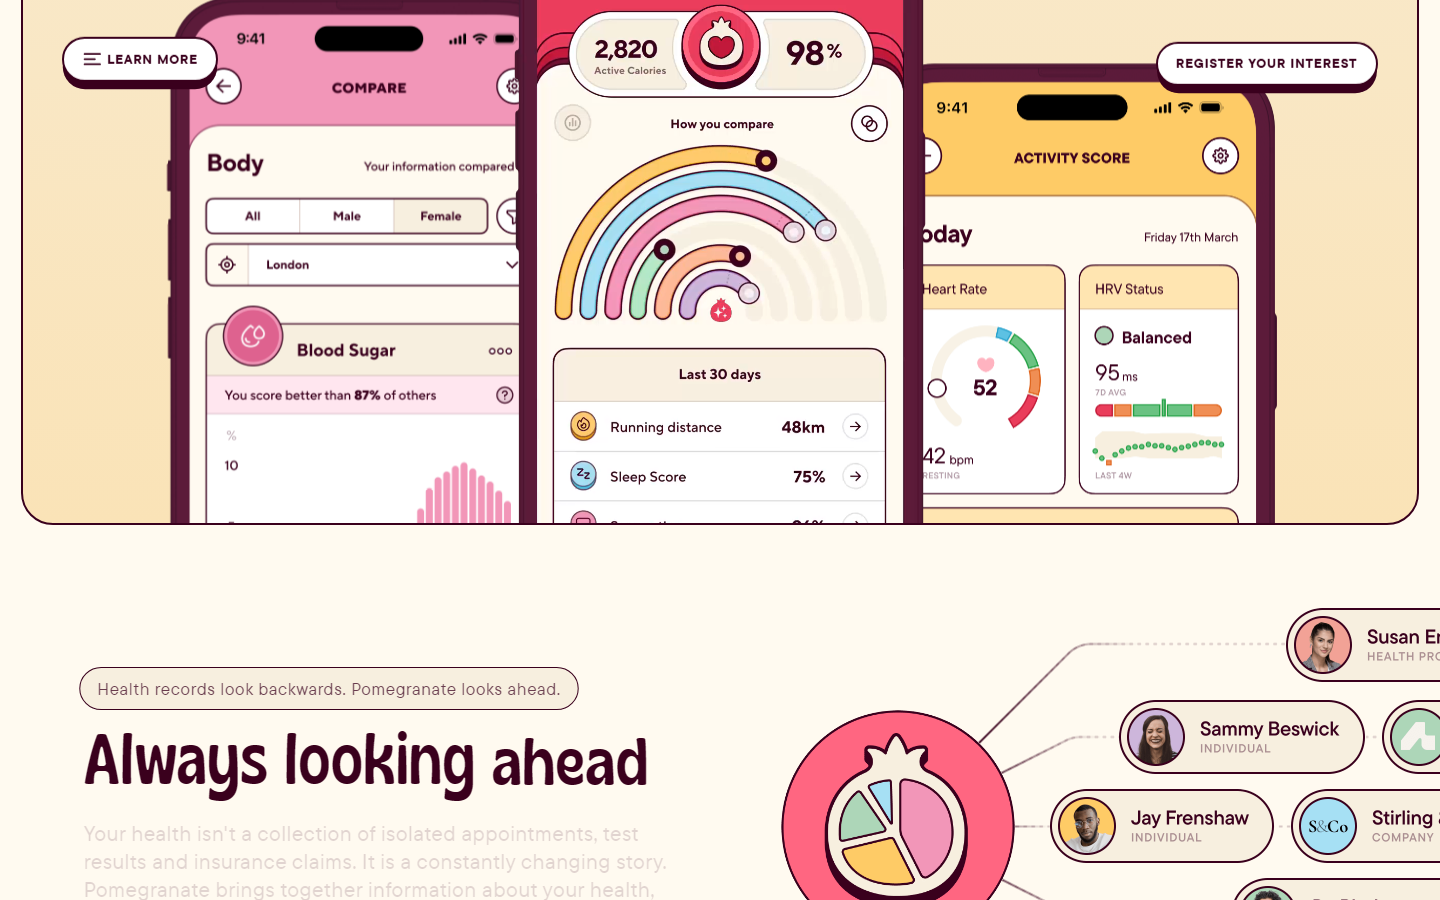 LEARN MORE
REGISTER YOUR INTEREST
9:41
COMPARE
Body
Your information compared
All
Male
Female
London
Blood Sugar
You score better than 87% of others
%
10
2,820
Active Calories
98%
How you compare
Last 30 days
Running distance
48km
Sleep Score
75%
9:41
ACTIVITY SCORE
oday
Friday 17th March
Heart Rate
52
42 bpm
RESTING
HRV Status
Balanced
95 ms
7D AVG
LAST 4W
Health records look backwards. Pomegranate looks ahead.
Always looking ahead
Your health isn't a collection of isolated appointments, test
results and insurance claims. It is a constantly changing story.
Pomegranate brings together information about your health,
Susan Er
HEALTH PRO
Sammy Beswick
INDIVIDUAL
Jay Frenshaw
INDIVIDUAL
S&Co
Stirling
COMPANY